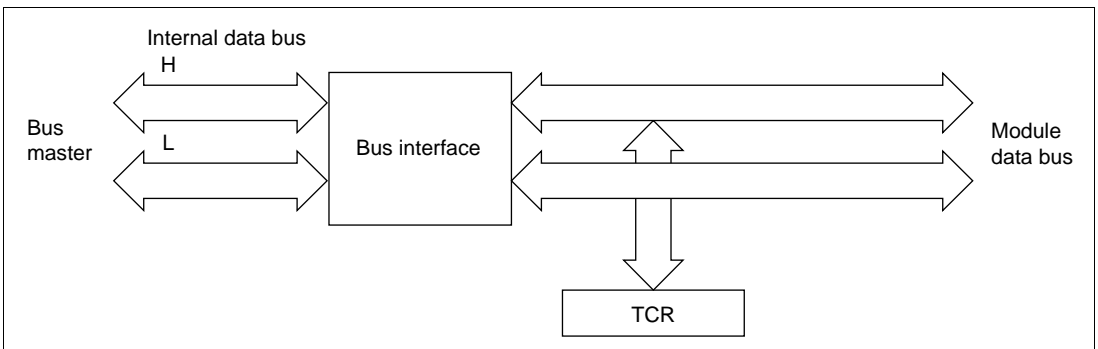 Internal data bus
H
Bus
master
L
Bus interface
Module
data bus
TCR